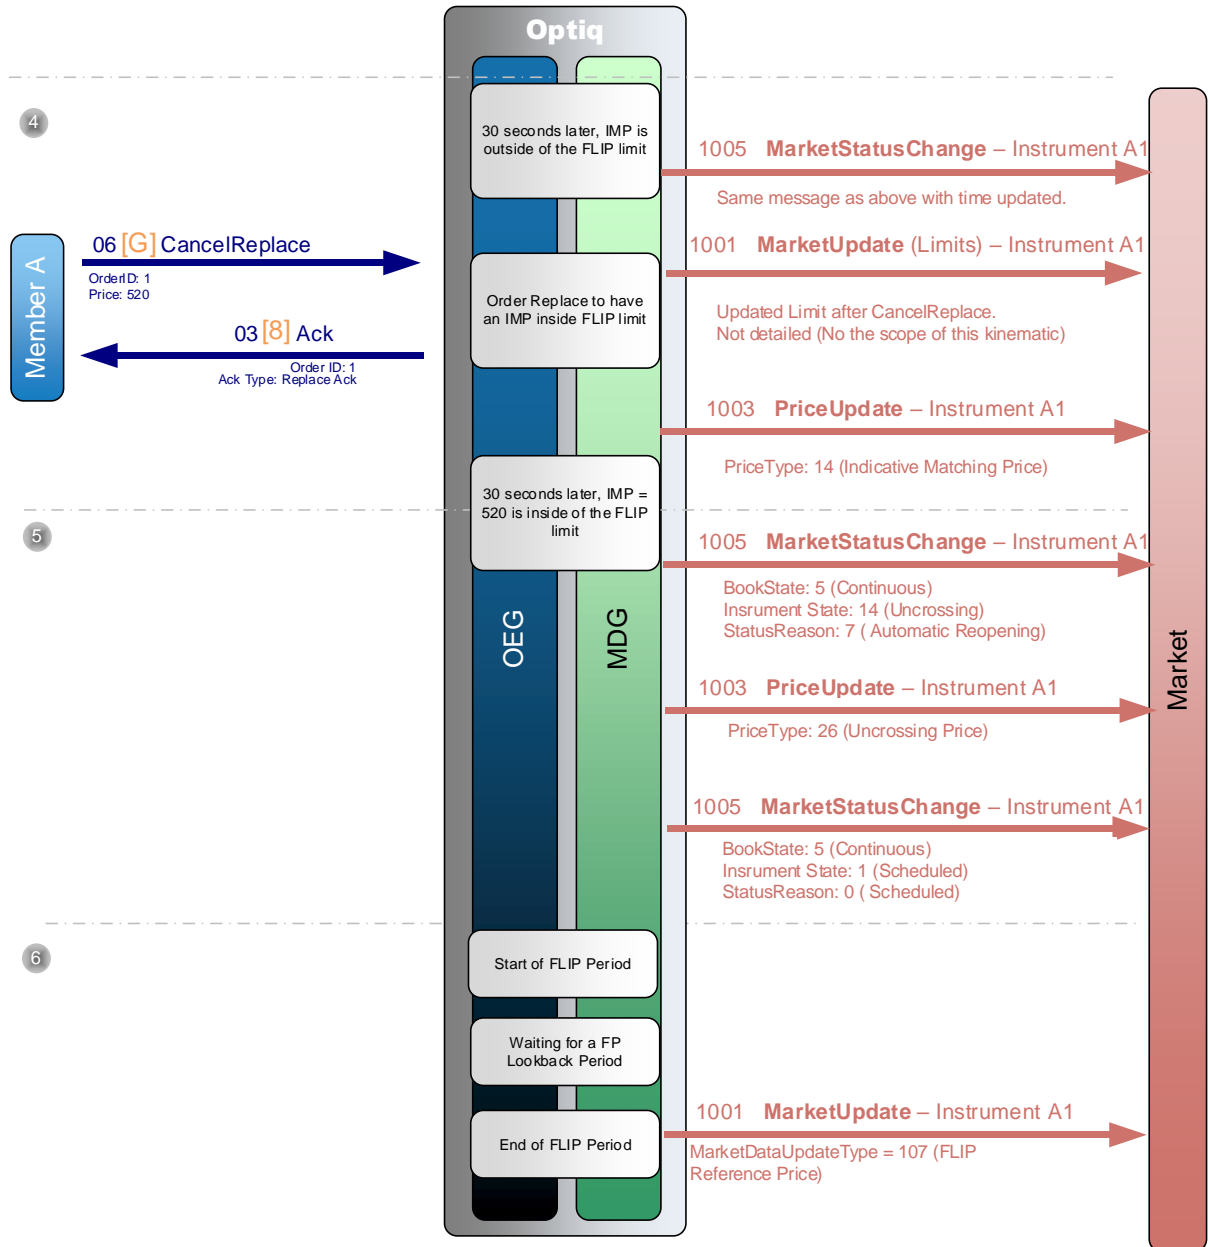 Optiq
4
30 seconds later, IMP is
outside of the FLIP limit
1005 MarketStatusChange – Instrument A1
Same message as above with time updated.
Member A
06 [G] CancelReplace
OrderID: 1
Price: 520
03 [8] Ack
Order ID: 1
Ack Type: Replace Ack
Order Replace to have
an IMP inside FLIP limit
1001 MarketUpdate (Limits) – Instrument A1
Updated Limit after CancelReplace.
Not detailed (No the scope of this kinematic)
1003 PriceUpdate – Instrument A1
PriceType: 14 (Indicative Matching Price)
30 seconds later, IMP =
520 is inside of the FLIP
limit
5
1005 MarketStatusChange – Instrument A1
BookState: 5 (Continuous)
Insrument State: 14 (Uncrossing)
StatusReason: 7 ( Automatic Reopening)
OEG
MDG
Market
1003 PriceUpdate – Instrument A1
PriceType: 26 (Uncrossing Price)
1005 MarketStatusChange – Instrument A1
BookState: 5 (Continuous)
Insrument State: 1 (Scheduled)
StatusReason: 0 ( Scheduled)
6
Start of FLIP Period
Waiting for a FP
Lookback Period
End of FLIP Period
1001 MarketUpdate – Instrument A1
MarketDataUpdateType = 107 (FLIP
Reference Price)